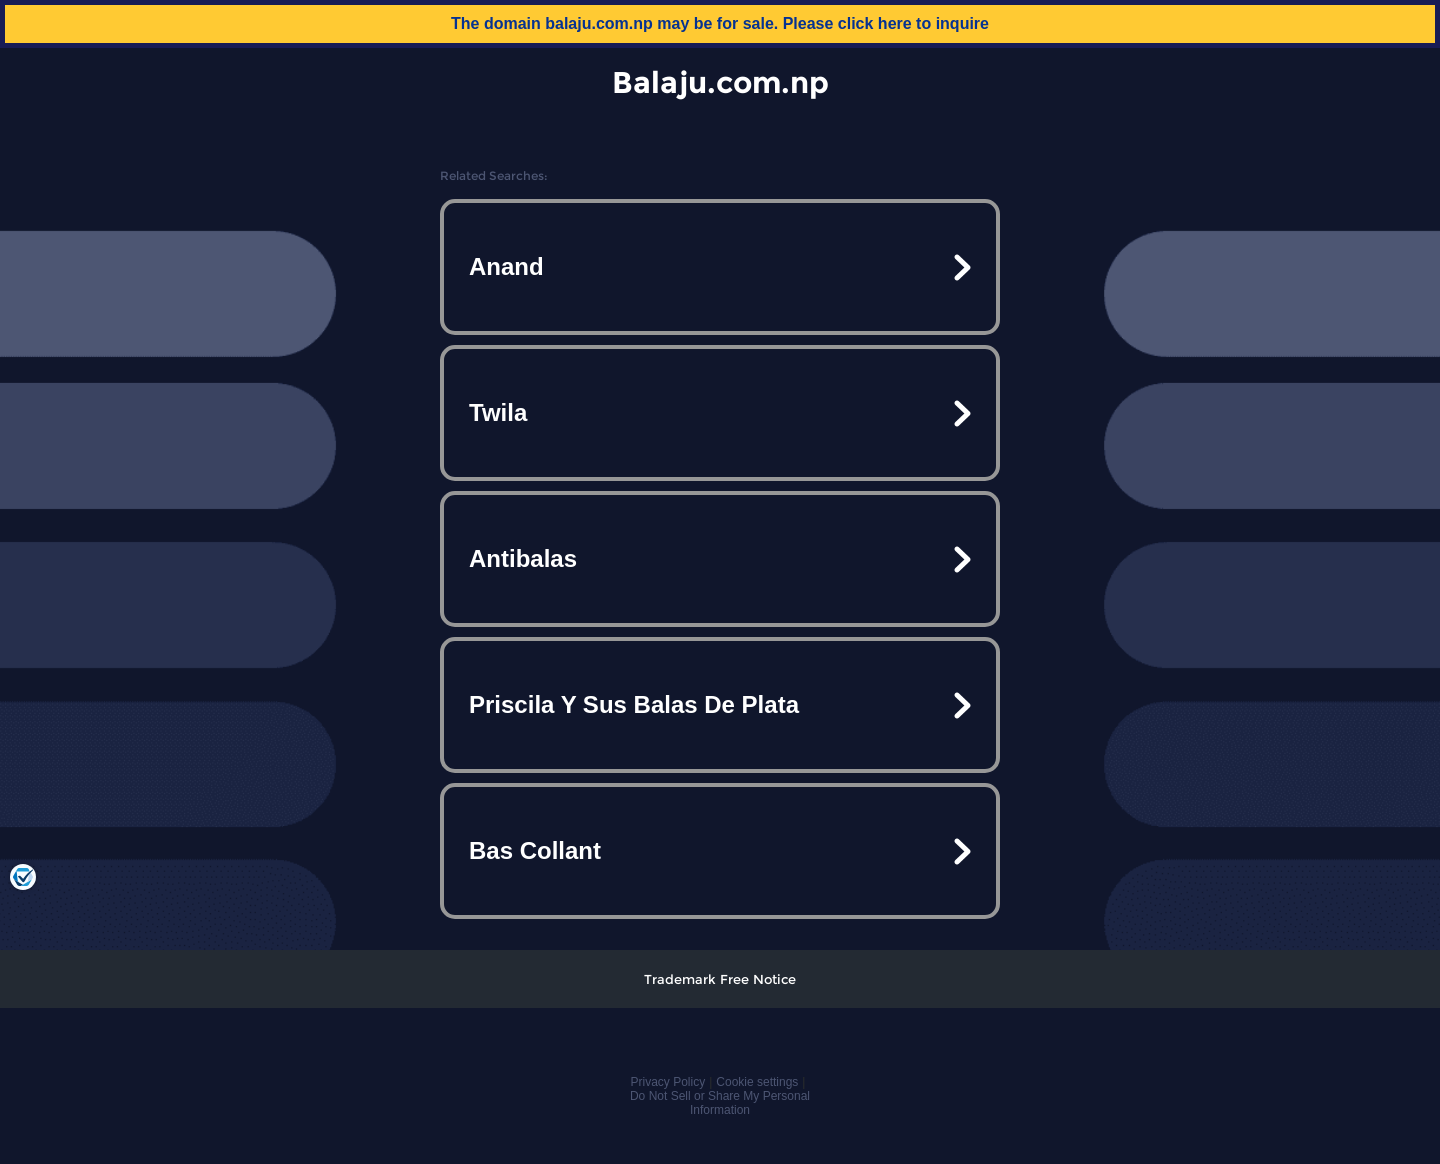 The domain balaju.com.np may be for sale. Please click here to inquire
Balaju.com.np
Related Searches:
Anand
Twila
Antibalas
Priscila Y Sus Balas De Plata
Bas Collant
Trademark Free Notice
Privacy Policy | Cookie settings |
Do Not Sell or Share My Personal
Information